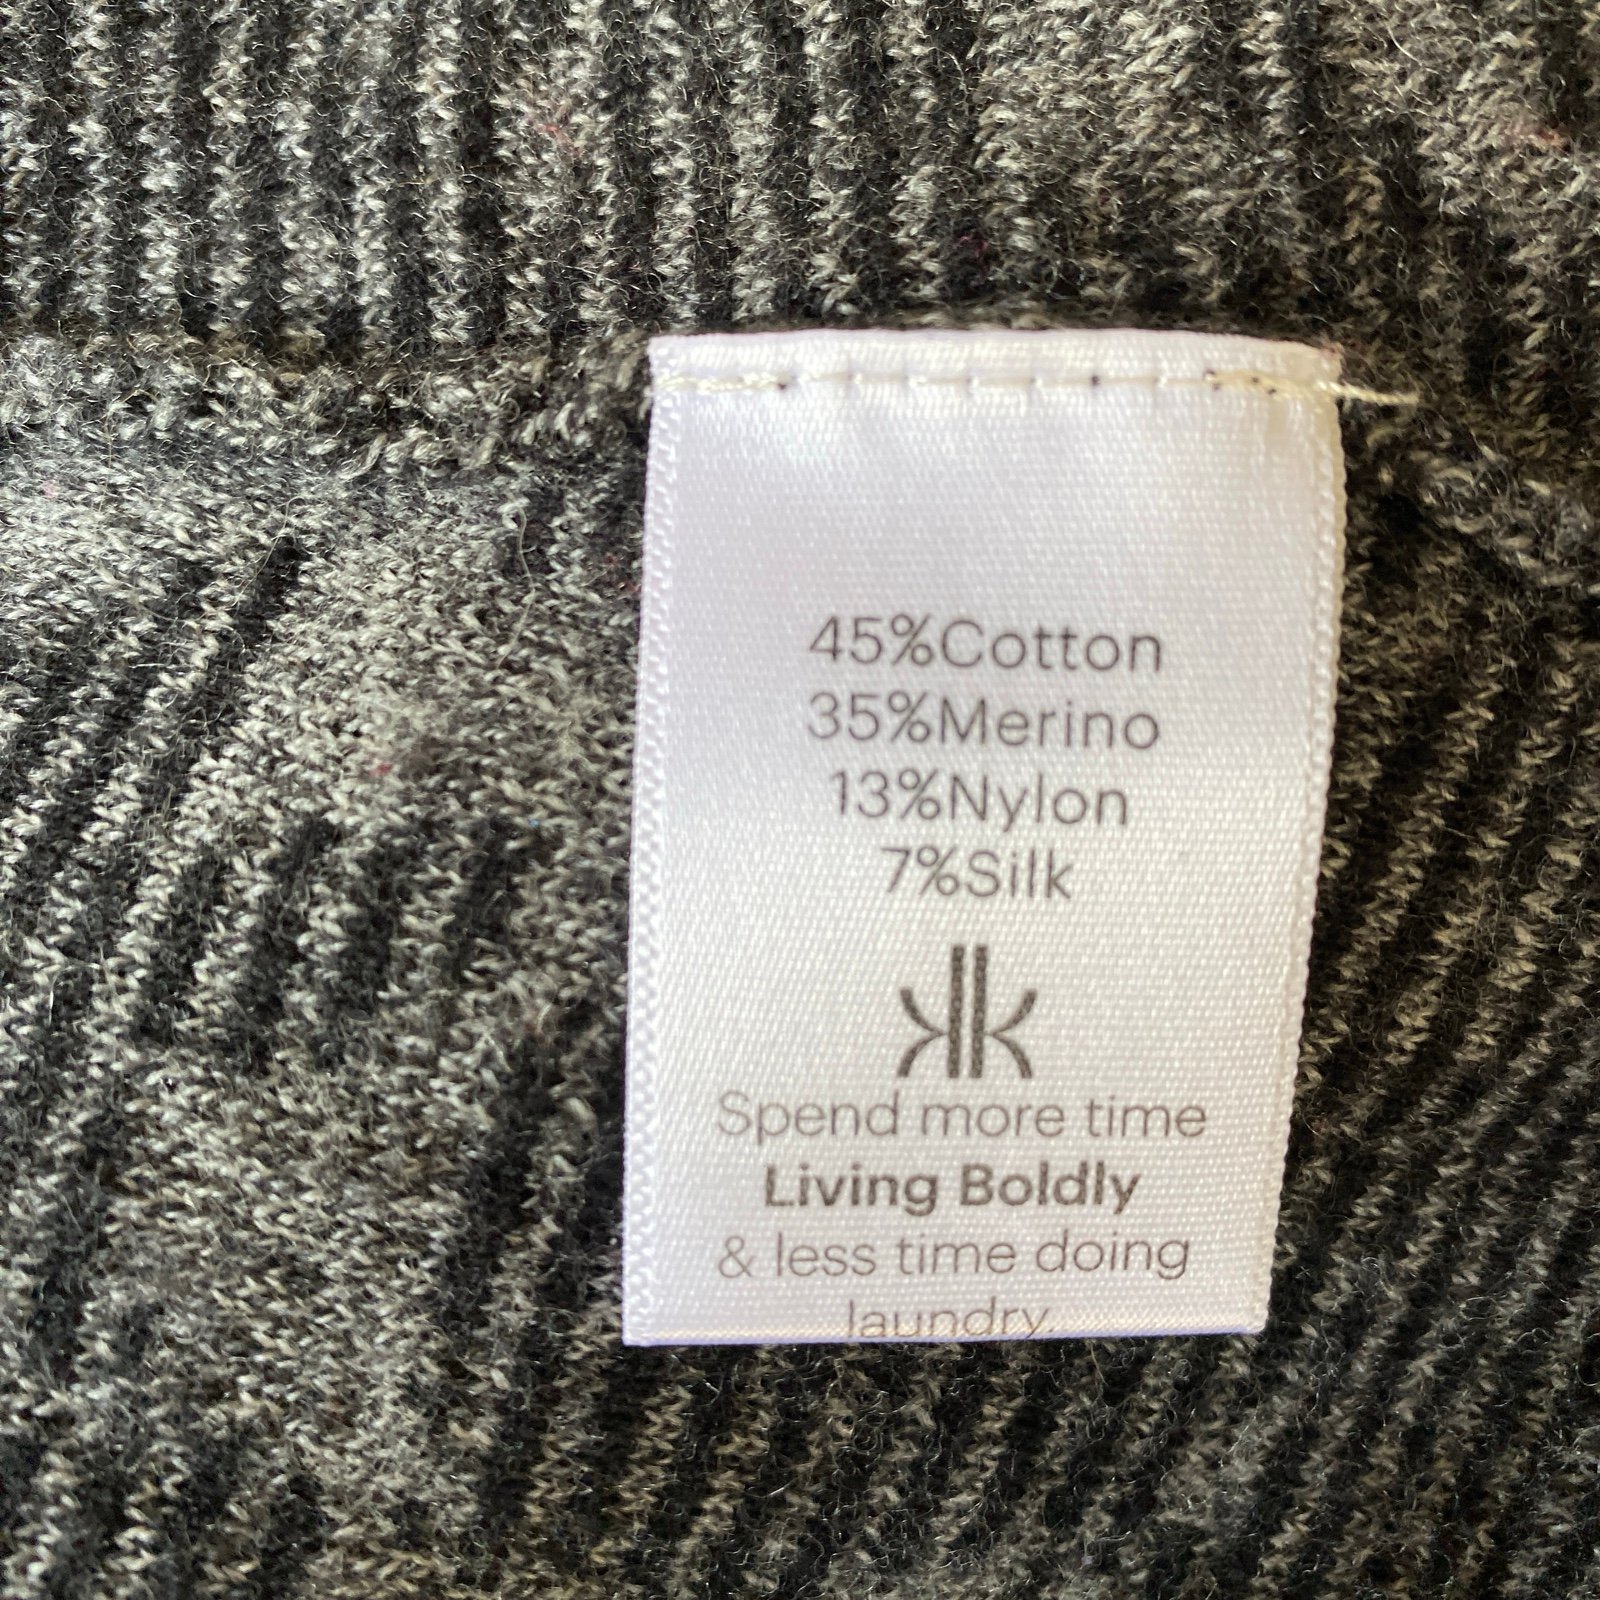 45%Cotton
35%Merino
13%Nylon
7%Silk
Spend more time
Living Boldly
& less time doing
laundry.